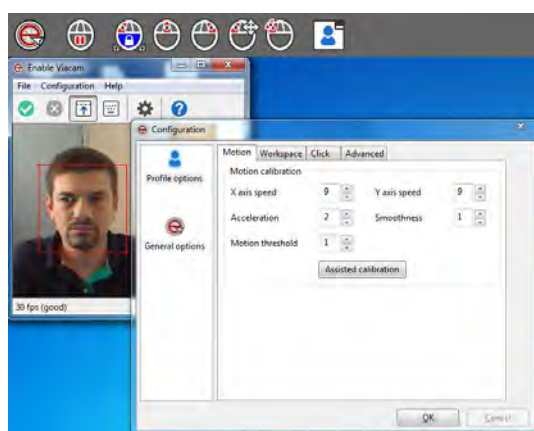 Enable Viacam
File Configuration Help
Configuration
Profile options
General options
Motion Workspace Click Advanced
Motion calibration
X axis speed 9 Y axis speed 9
Acceleration 2 Smoothness 1
Motion threshold 1
Assisted calibration
30 fps (good)
OK Cancel